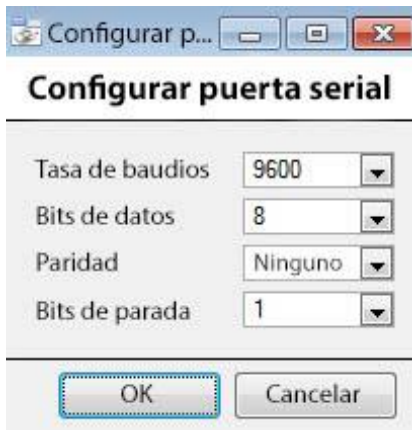 Configurar p...
Configurar puerta serial
Tasa de baudios 9600
Bits de datos 8
Paridad Ninguno
Bits de parada 1
OK Cancelar